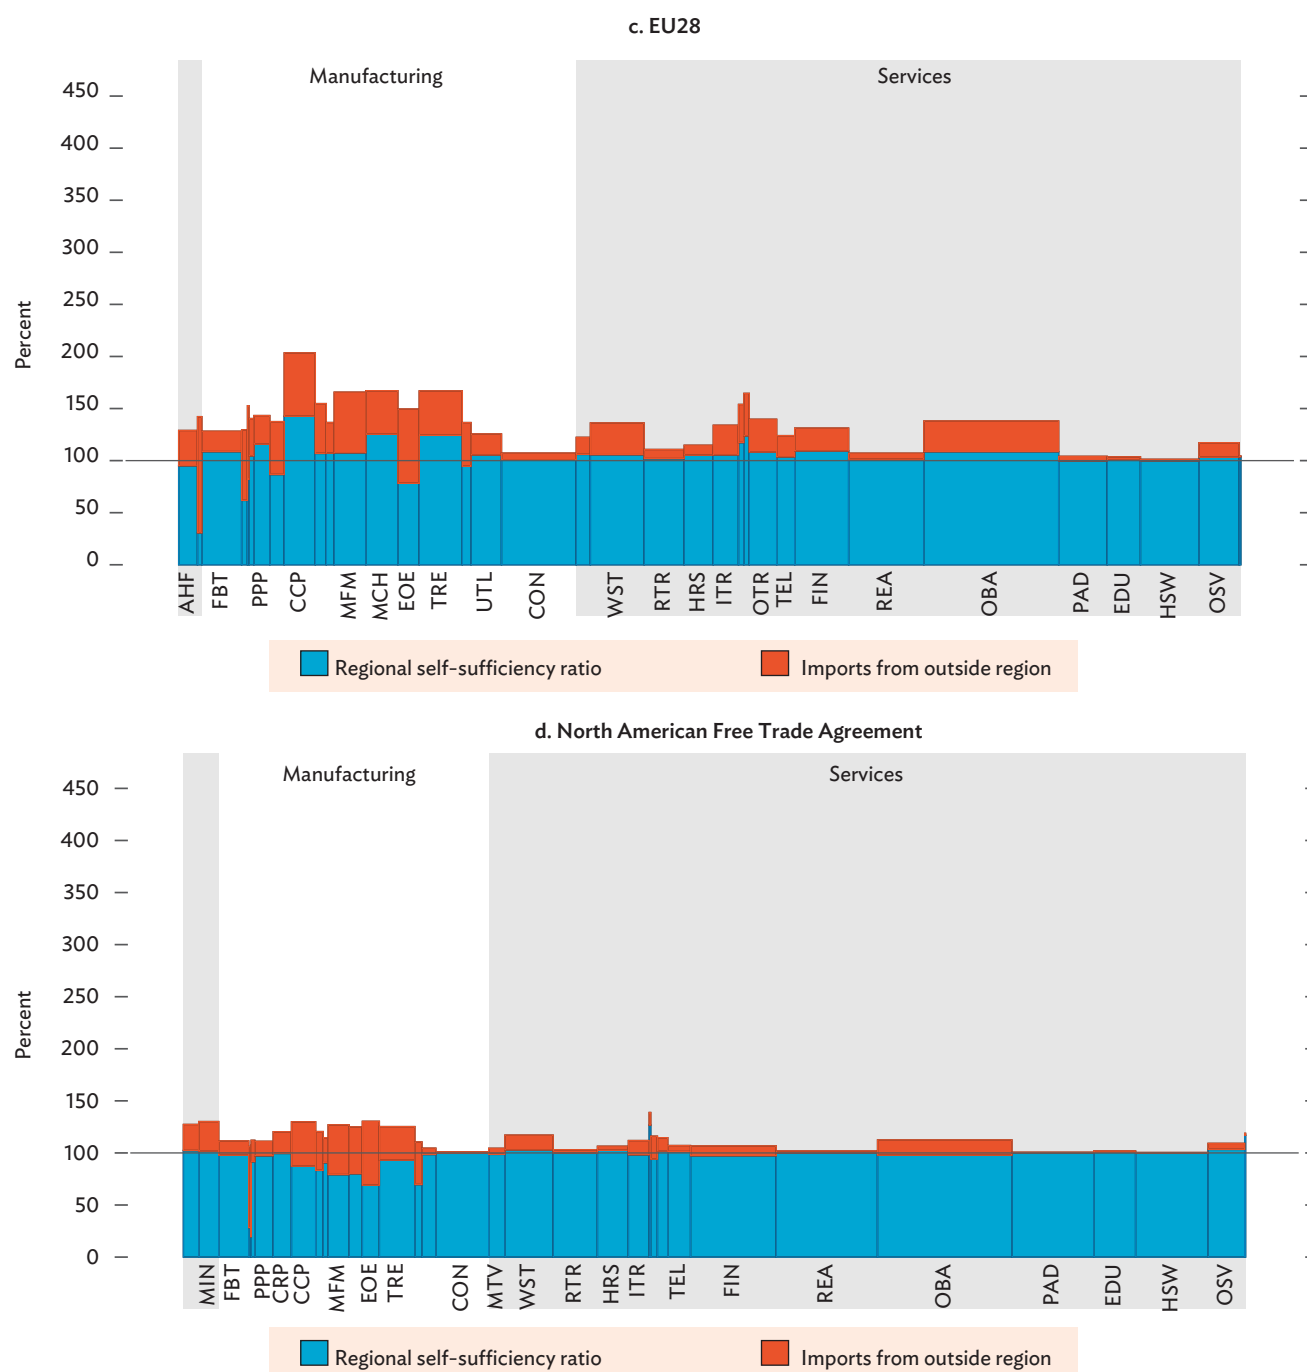 c. EU28
Manufacturing Services
450
400
350
300
250
200
150
100
50
0
Percent
AHF FBT PPP CCP MFM MCH EOE TRE UTL CON WST RTR HRS ITR OTR TEL FIN REA OBA PAD EDU HSW OSV
Regional self-sufficiency ratio Imports from outside region
d. North American Free Trade Agreement
Manufacturing Services
450
400
350
300
250
200
150
100
50
0
Percent
MIN FBT PPP CRP CCP MFM EOE TRE CON MTV WST RTR HRS ITR TEL FIN REA OBA PAD EDU HSW OSV
Regional self-sufficiency ratio Imports from outside region